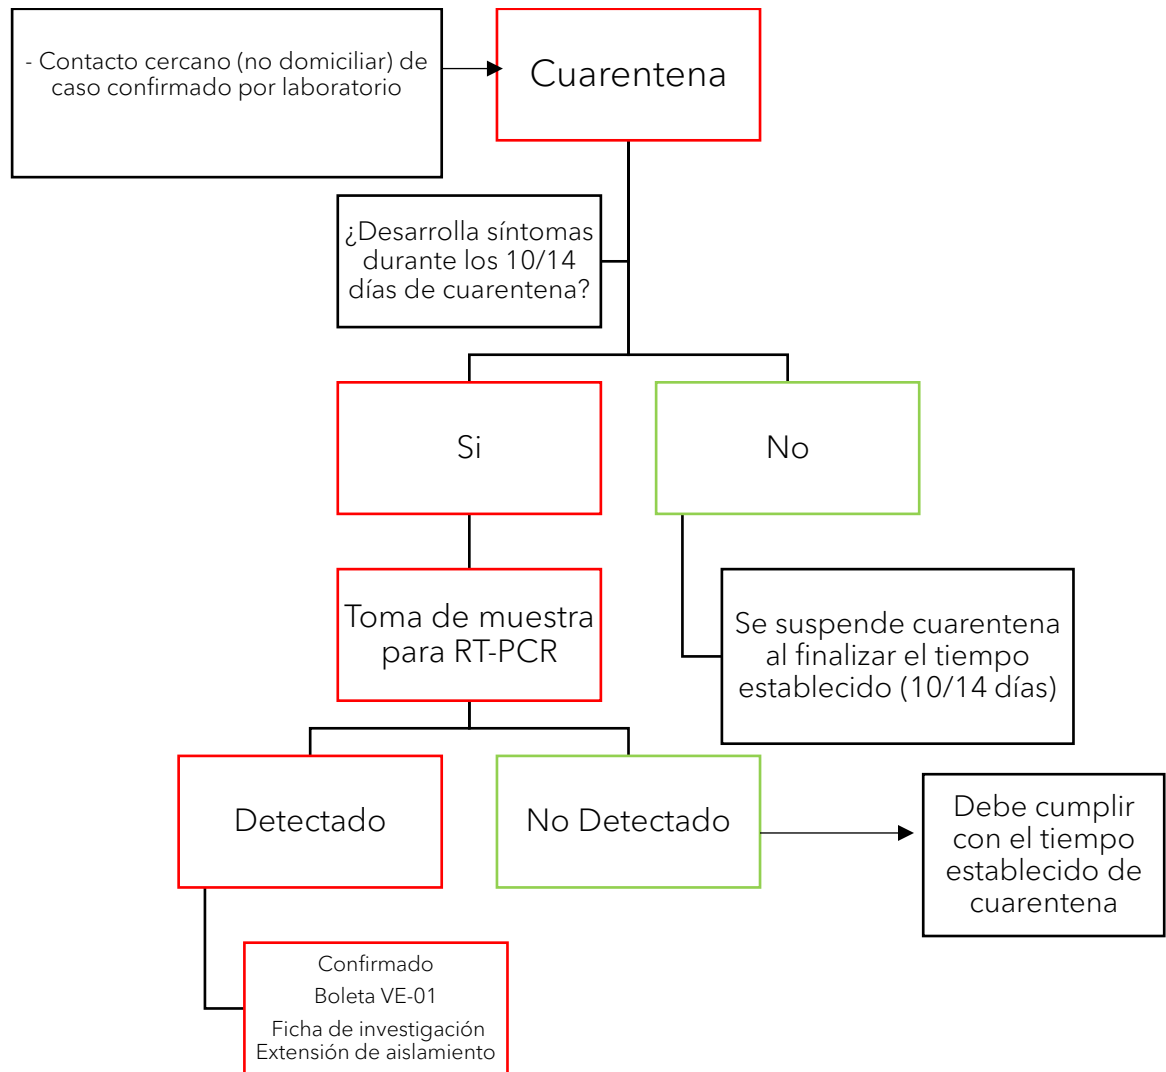 - Contacto cercano (no domiciliar) de
caso confirmado por laboratorio
Cuarentena
¿Desarrolla síntomas
durante los 10/14
días de cuarentena?
Si
No
Toma de muestra
para RT-PCR
Se suspende cuarentena
al finalizar el tiempo
establecido (10/14 días)
Detectado
No Detectado
Debe cumplir
con el tiempo
establecido de
cuarentena
Confirmado
Boleta VE-01
Ficha de investigación
Extensión de aislamiento